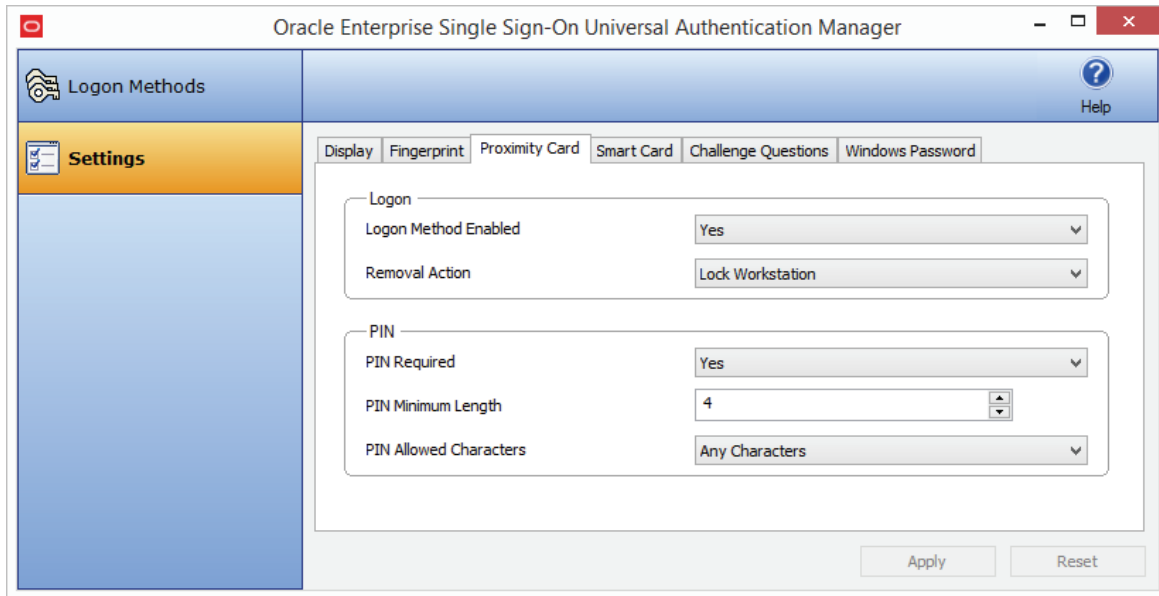 Oracle Enterprise Single Sign-On Universal Authentication Manager
Logon Methods
Help
Settings
Display Fingerprint Proximity Card Smart Card Challenge Questions Windows Password
Logon
Logon Method Enabled Yes
Removal Action Lock Workstation
PIN
PIN Required Yes
PIN Minimum Length 4
PIN Allowed Characters Any Characters
Apply Reset